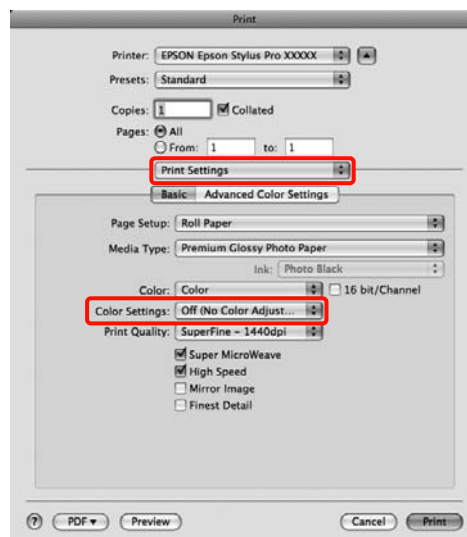 Print
Printer: EPSON Epson Stylus Pro XXXXX
Presets: Standard
Copies: 1 Collated
Pages: All
From: 1 to: 1
Print Settings
Basic Advanced Color Settings
Page Setup: Roll Paper
Media Type: Premium Glossy Photo Paper
Ink: Photo Black
Color: Color 16 bit/Channel
Color Settings: Off (No Color Adjust...
Print Quality: SuperFine - 1440dpi
Super MicroWeave
High Speed
Mirror Image
Finest Detail
? PDF Preview Cancel Print